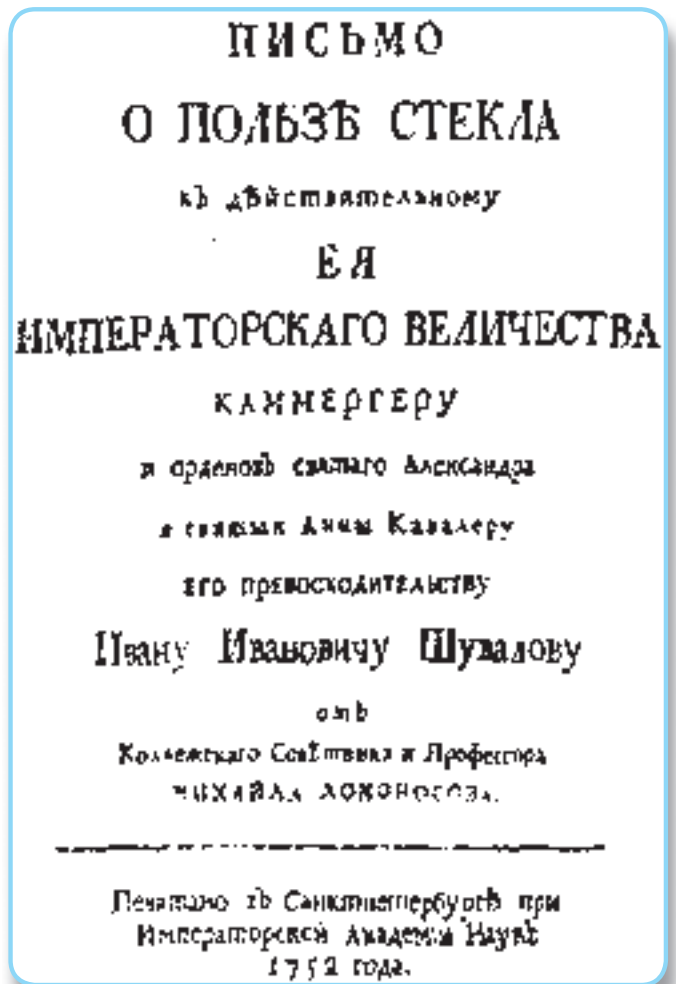 ПИСЬМО
О ПОЛЬЗѢ СТЕКЛА
къ дѣйствительному
ЕЯ
ИМПЕРАТОРСКАГО ВЕЛИЧЕСТВА
КАММЕРГЕРУ
и орденовъ святаго Александра
и святыя Анны Кавалеру
его превосходительству
Ивану Ивановичу Шувалову
отъ
Коллежскаго Совѣтника и Профессора
МИХАЙЛА ЛОМОНОСОВА.
Печатано въ Санктпетербургѣ при
Императорской Академіи Наукъ
1752 года.